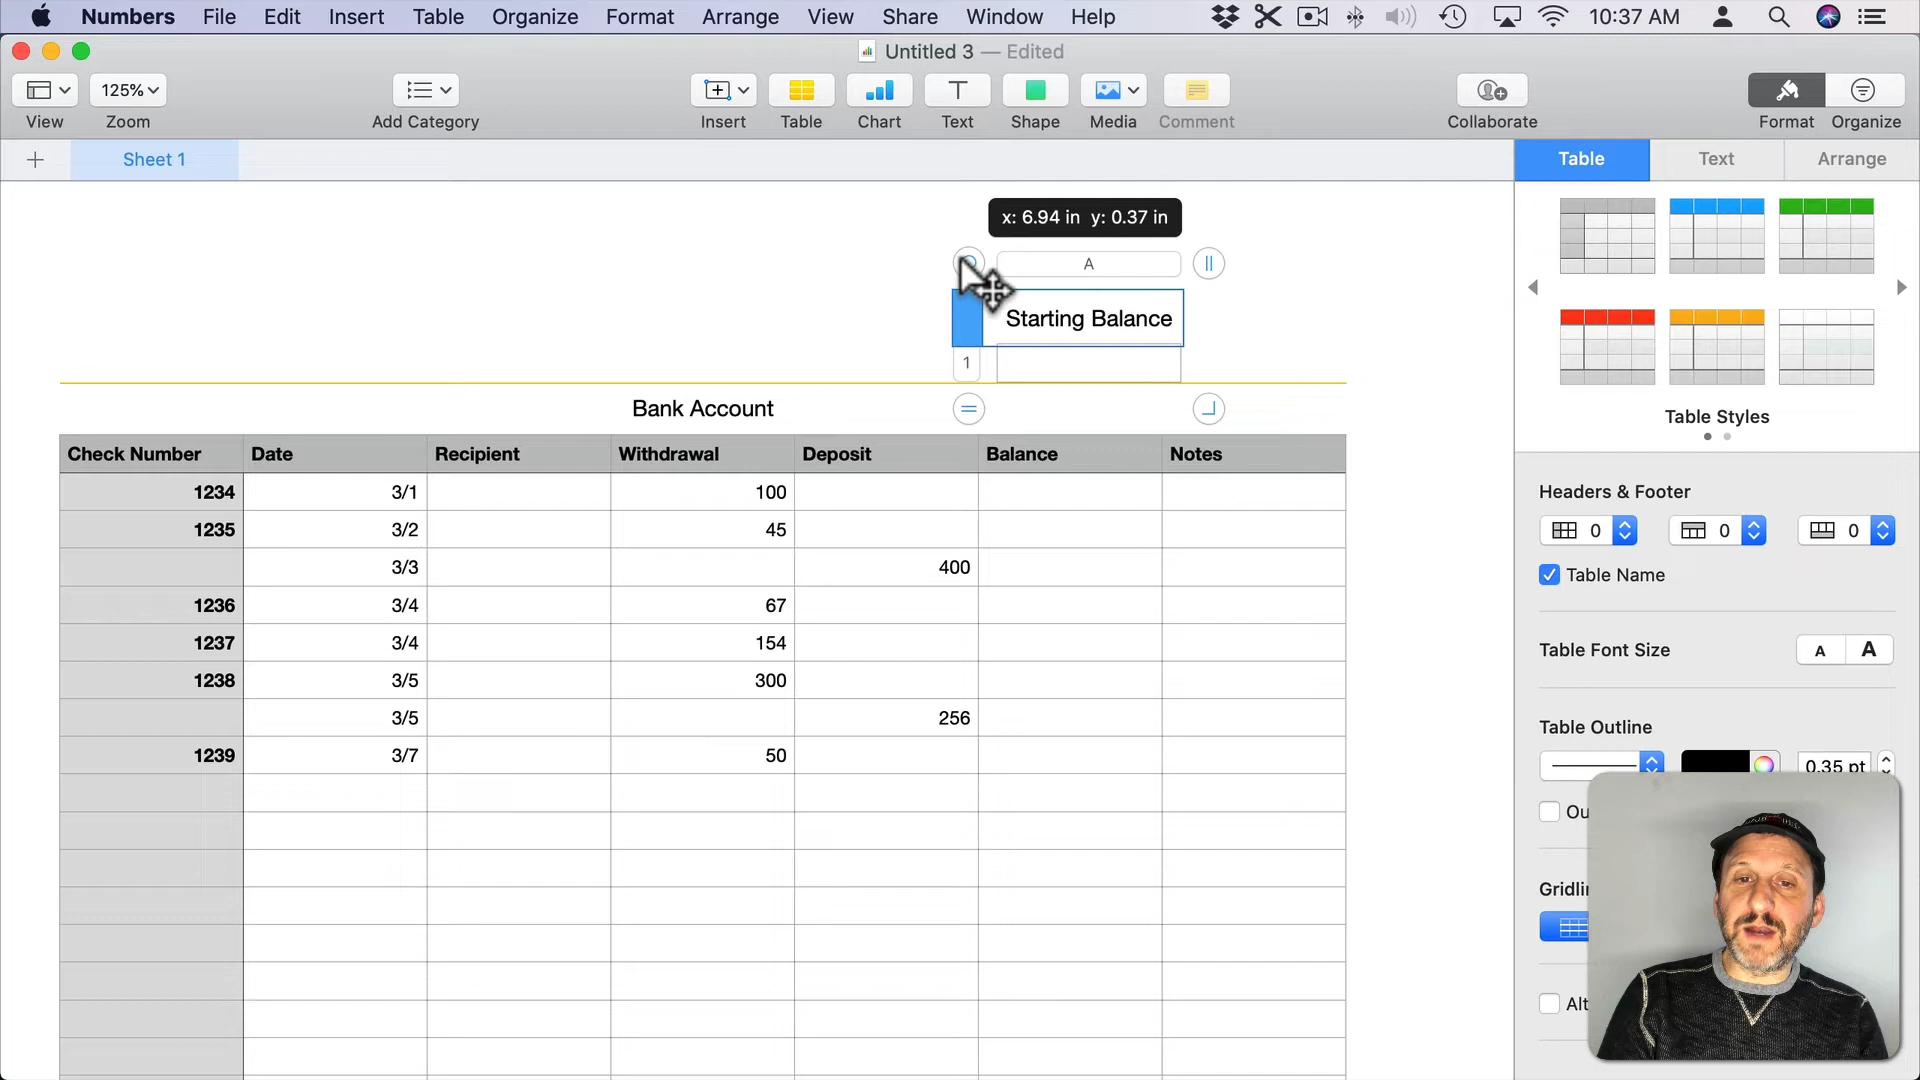 Numbers File Edit Insert Table Organize Format Arrange View Share Window Help 10:37 AM
Untitled 3 — Edited
125%
View Zoom Add Category Insert Table Chart Text Shape Media Comment Collaborate Format Organize
+ Sheet 1 Table Text Arrange
x: 6.94 in y: 0.37 in
A
Starting Balance
1
Table Styles
Bank Account
Check Number Date Recipient Withdrawal Deposit Balance Notes
1234 3/1 100
1235 3/2 45
3/3 400
1236 3/4 67
1237 3/4 154
1238 3/5 300
3/5 256
1239 3/7 50
Headers & Footer
0 0 0
Table Name
Table Font Size A A
Table Outline
0.35 pt
Ou
Gridli
Alt